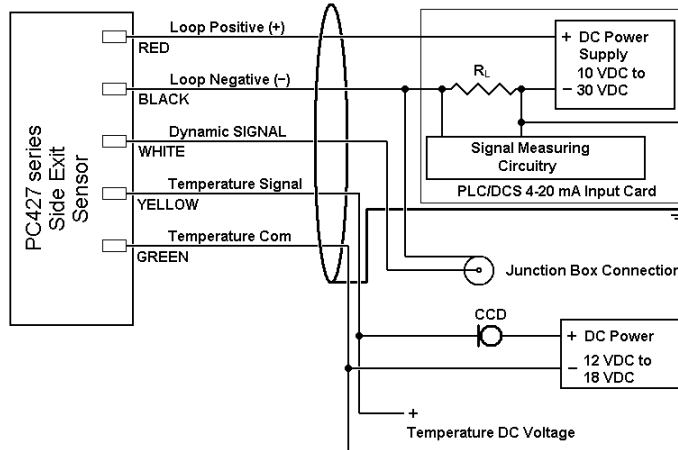 PC427 series
Side Exit
Sensor
Loop Positive (+)
RED
Loop Negative (−)
BLACK
Dynamic SIGNAL
WHITE
Temperature Signal
YELLOW
Temperature Com
GREEN
RL
+ DC Power
Supply
10 VDC to
− 30 VDC
Signal Measuring
Circuitry
PLC/DCS 4-20 mA Input Card
Junction Box Connection
CCD
+ DC Power
− 12 VDC to
18 VDC
+
Temperature DC Voltage